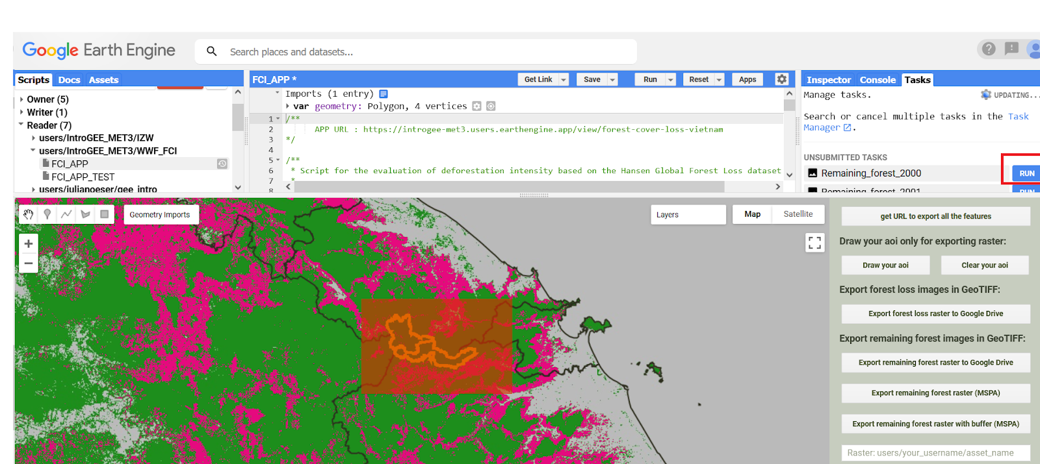 Google Earth Engine
Search places and datasets...
Scripts Docs Assets
Owner (5)
Writer (1)
Reader (7)
users/IntroGEE_MET3/IZW
users/IntroGEE_MET3/WWF_FCI
FCI_APP
FCI_APP_TEST
users/julianoeser/gee_intro
FCI_APP *
Get Link
Save
Run
Reset
Apps
Imports (1 entry)
var geometry: Polygon, 4 vertices
1 /**
2 APP URL : https://introgee-met3.users.earthengine.app/view/forest-cover-loss-vietnam
3 */
4
5 /**
6 * Script for the evaluation of deforestation intensity based on the Hansen Global Forest Loss dataset
7 *
8
Inspector Console Tasks
Manage tasks.
UPDATING...
Search or cancel multiple tasks in the Task
Manager.
UNSUBMITTED TASKS
Remaining_forest_2000
RUN
Remaining_forest_2001
RUN
Geometry Imports
Layers
Map
Satellite
+
−
get URL to export all the features
Draw your aoi only for exporting raster:
Draw your aoi
Clear your aoi
Export forest loss images in GeoTIFF:
Export forest loss raster to Google Drive
Export remaining forest images in GeoTIFF:
Export remaining forest raster to Google Drive
Export remaining forest raster (MSPA)
Export remaining forest raster with buffer (MSPA)
Raster: users/your_username/asset_name